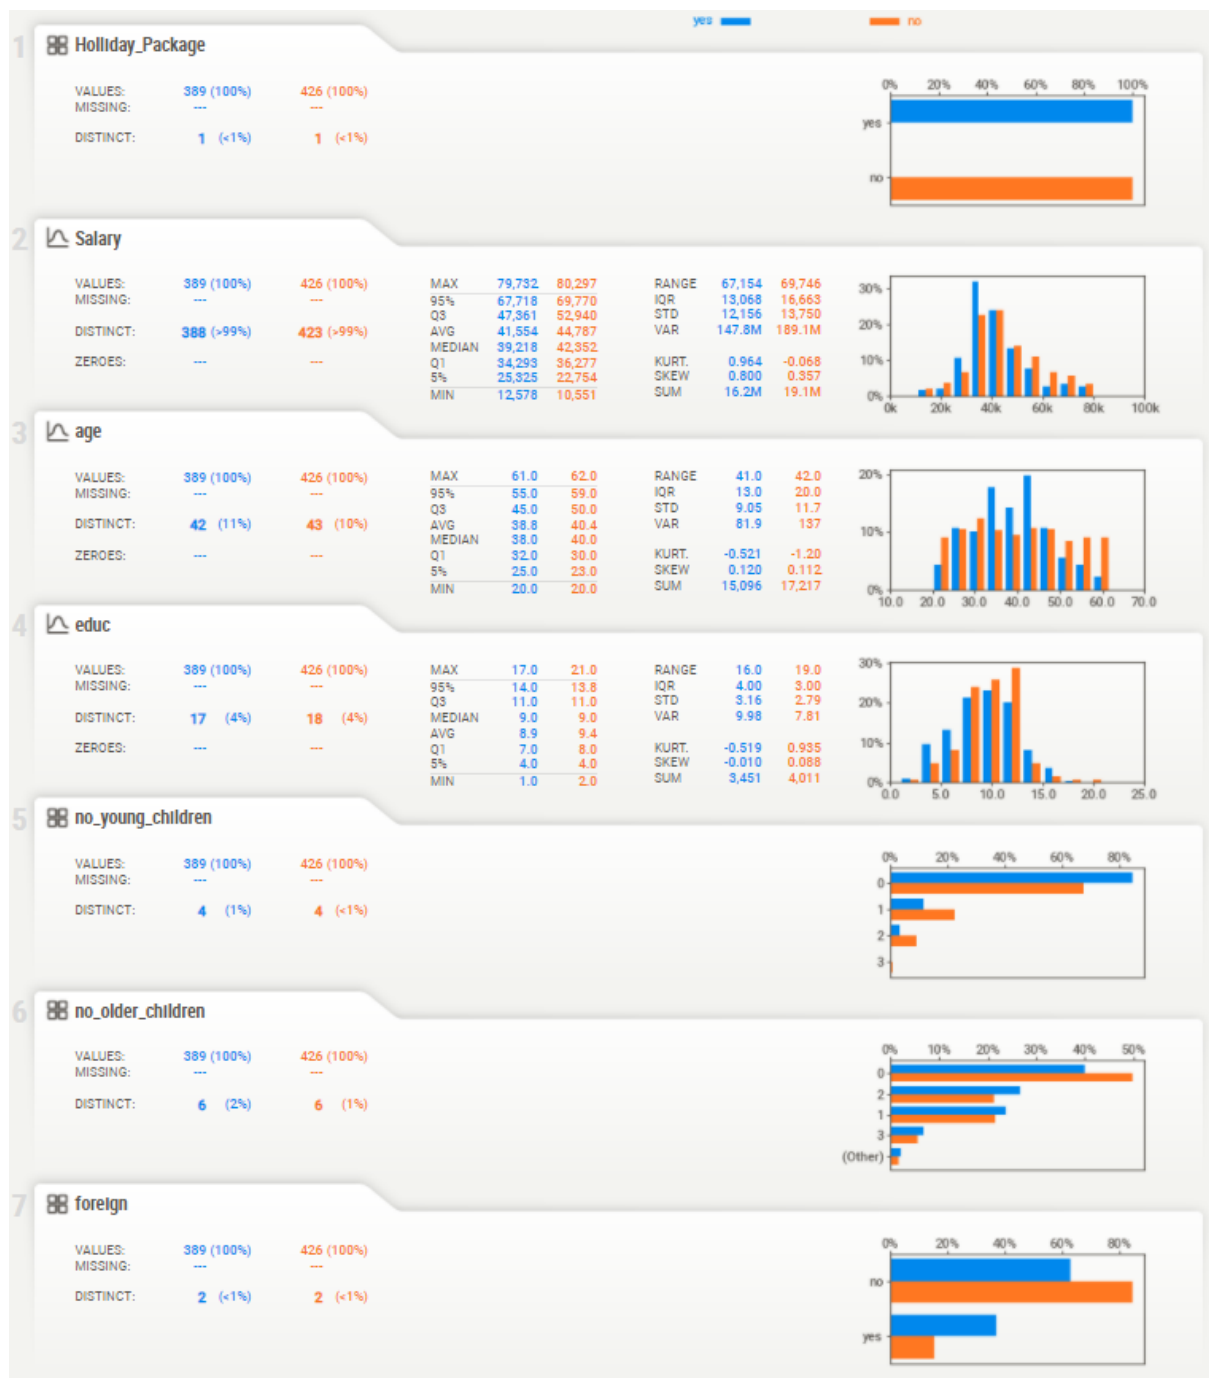 yes no
1 Holliday_Package
VALUES: 389 (100%) 426 (100%)
MISSING: --- ---
DISTINCT: 1 (<1%) 1 (<1%)
0% 20% 40% 60% 80% 100%
yes
no
2 Salary
VALUES: 389 (100%) 426 (100%)
MISSING: --- ---
DISTINCT: 388 (>99%) 423 (>99%)
ZEROES: --- ---
MAX 79,732 80,297
95% 67,718 69,770
Q3 47,361 52,940
AVG 41,554 44,787
MEDIAN 39,218 42,352
Q1 34,293 36,277
5% 25,325 22,754
MIN 12,578 10,551
RANGE 67,154 69,746
IQR 13,068 16,663
STD 12,156 13,750
VAR 147.8M 189.1M
KURT. 0.964 -0.068
SKEW 0.800 0.357
SUM 16.2M 19.1M
30%
20%
10%
0%
0k 20k 40k 60k 80k 100k
3 age
VALUES: 389 (100%) 426 (100%)
MISSING: --- ---
DISTINCT: 42 (11%) 43 (10%)
ZEROES: --- ---
MAX 61.0 62.0
95% 55.0 59.0
Q3 45.0 50.0
AVG 38.8 40.4
MEDIAN 38.0 40.0
Q1 32.0 30.0
5% 25.0 23.0
MIN 20.0 20.0
RANGE 41.0 42.0
IQR 13.0 20.0
STD 9.05 11.7
VAR 81.9 137
KURT. -0.521 -1.20
SKEW 0.120 0.112
SUM 15,096 17,217
20%
10%
0%
10.0 20.0 30.0 40.0 50.0 60.0 70.0
4 educ
VALUES: 389 (100%) 426 (100%)
MISSING: --- ---
DISTINCT: 17 (4%) 18 (4%)
ZEROES: --- ---
MAX 17.0 21.0
95% 14.0 13.8
Q3 11.0 11.0
MEDIAN 9.0 9.0
AVG 8.9 9.4
Q1 7.0 8.0
5% 4.0 4.0
MIN 1.0 2.0
RANGE 16.0 19.0
IQR 4.00 3.00
STD 3.16 2.79
VAR 9.98 7.81
KURT. -0.519 0.935
SKEW -0.010 0.088
SUM 3,451 4,011
30%
20%
10%
0%
0.0 5.0 10.0 15.0 20.0 25.0
5 no_young_children
VALUES: 389 (100%) 426 (100%)
MISSING: --- ---
DISTINCT: 4 (1%) 4 (<1%)
0% 20% 40% 60% 80%
0
1
2
3
6 no_older_children
VALUES: 389 (100%) 426 (100%)
MISSING: --- ---
DISTINCT: 6 (2%) 6 (1%)
0% 10% 20% 30% 40% 50%
0
2
1
3
(Other)
7 foreign
VALUES: 389 (100%) 426 (100%)
MISSING: --- ---
DISTINCT: 2 (<1%) 2 (<1%)
0% 20% 40% 60% 80%
no
yes